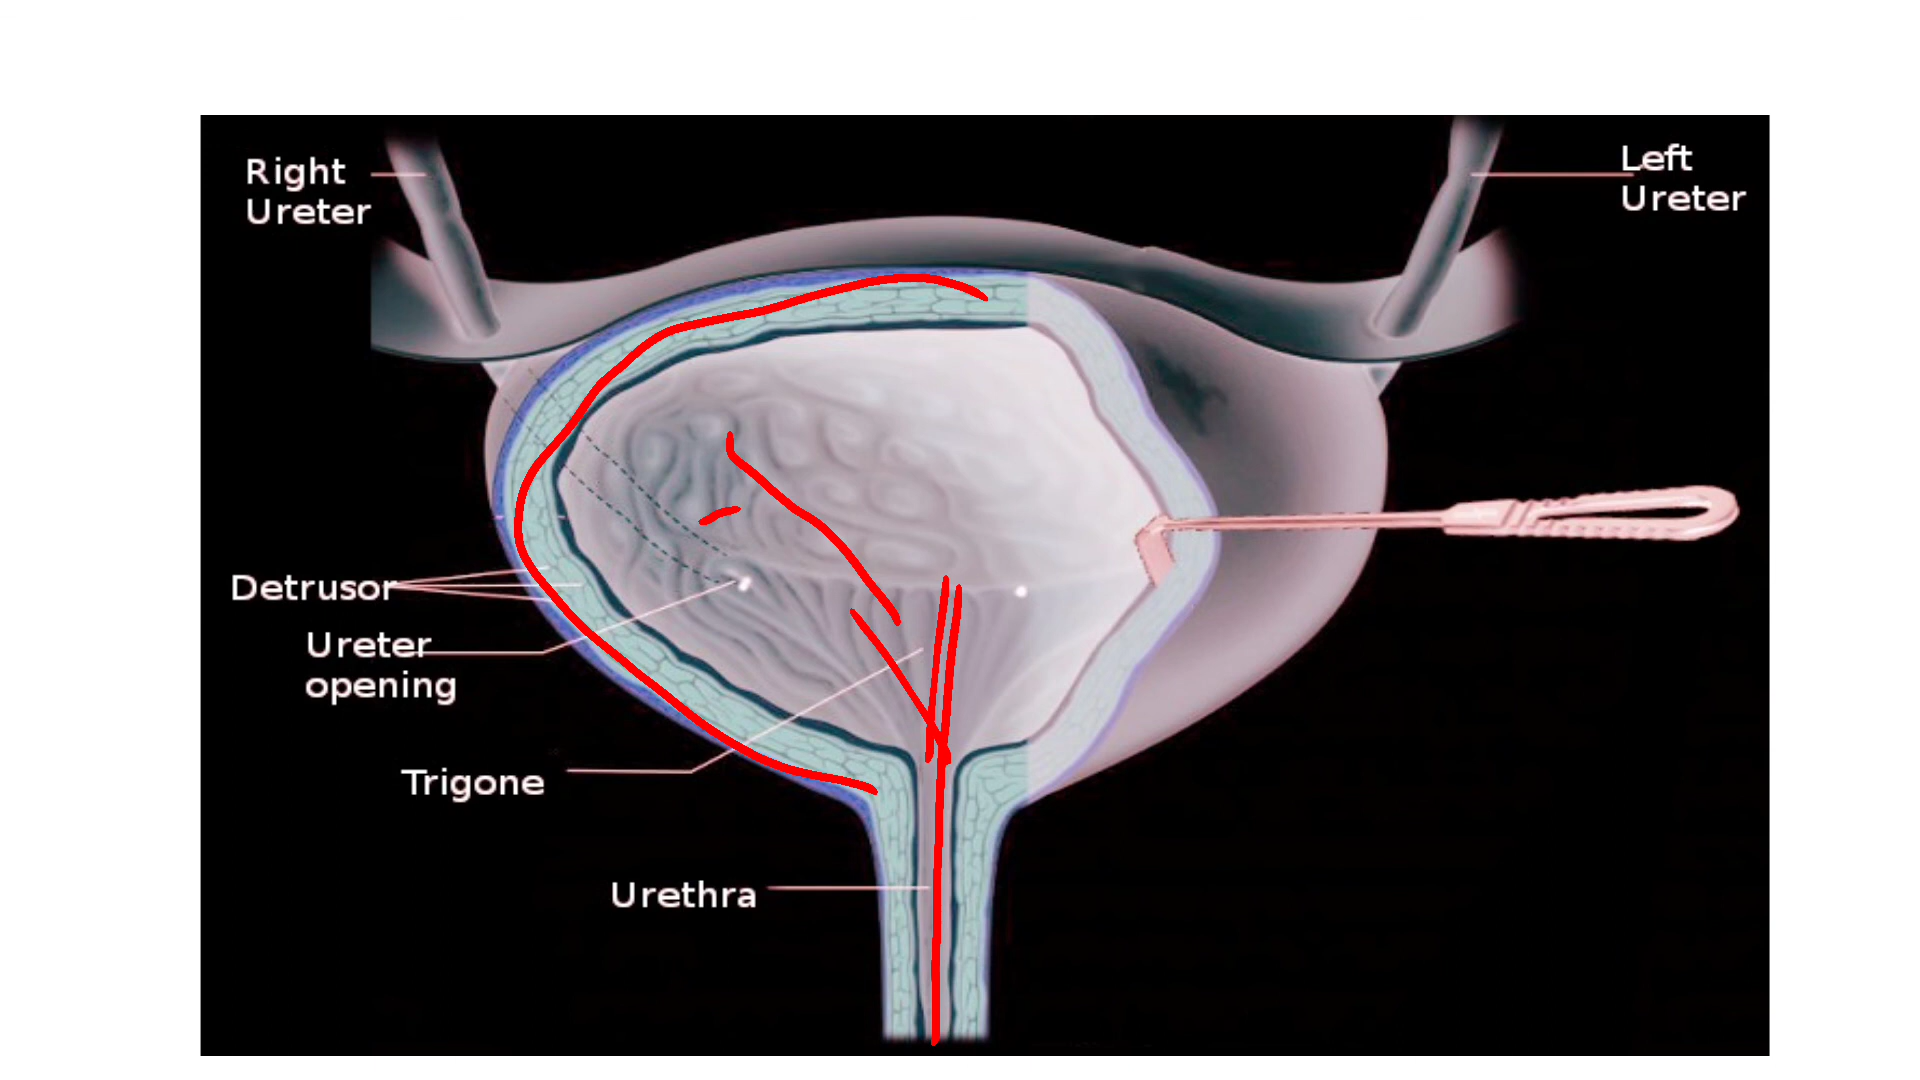 Right
Ureter
Left
Ureter
Detrusor
Ureter
opening
Trigone
Urethra